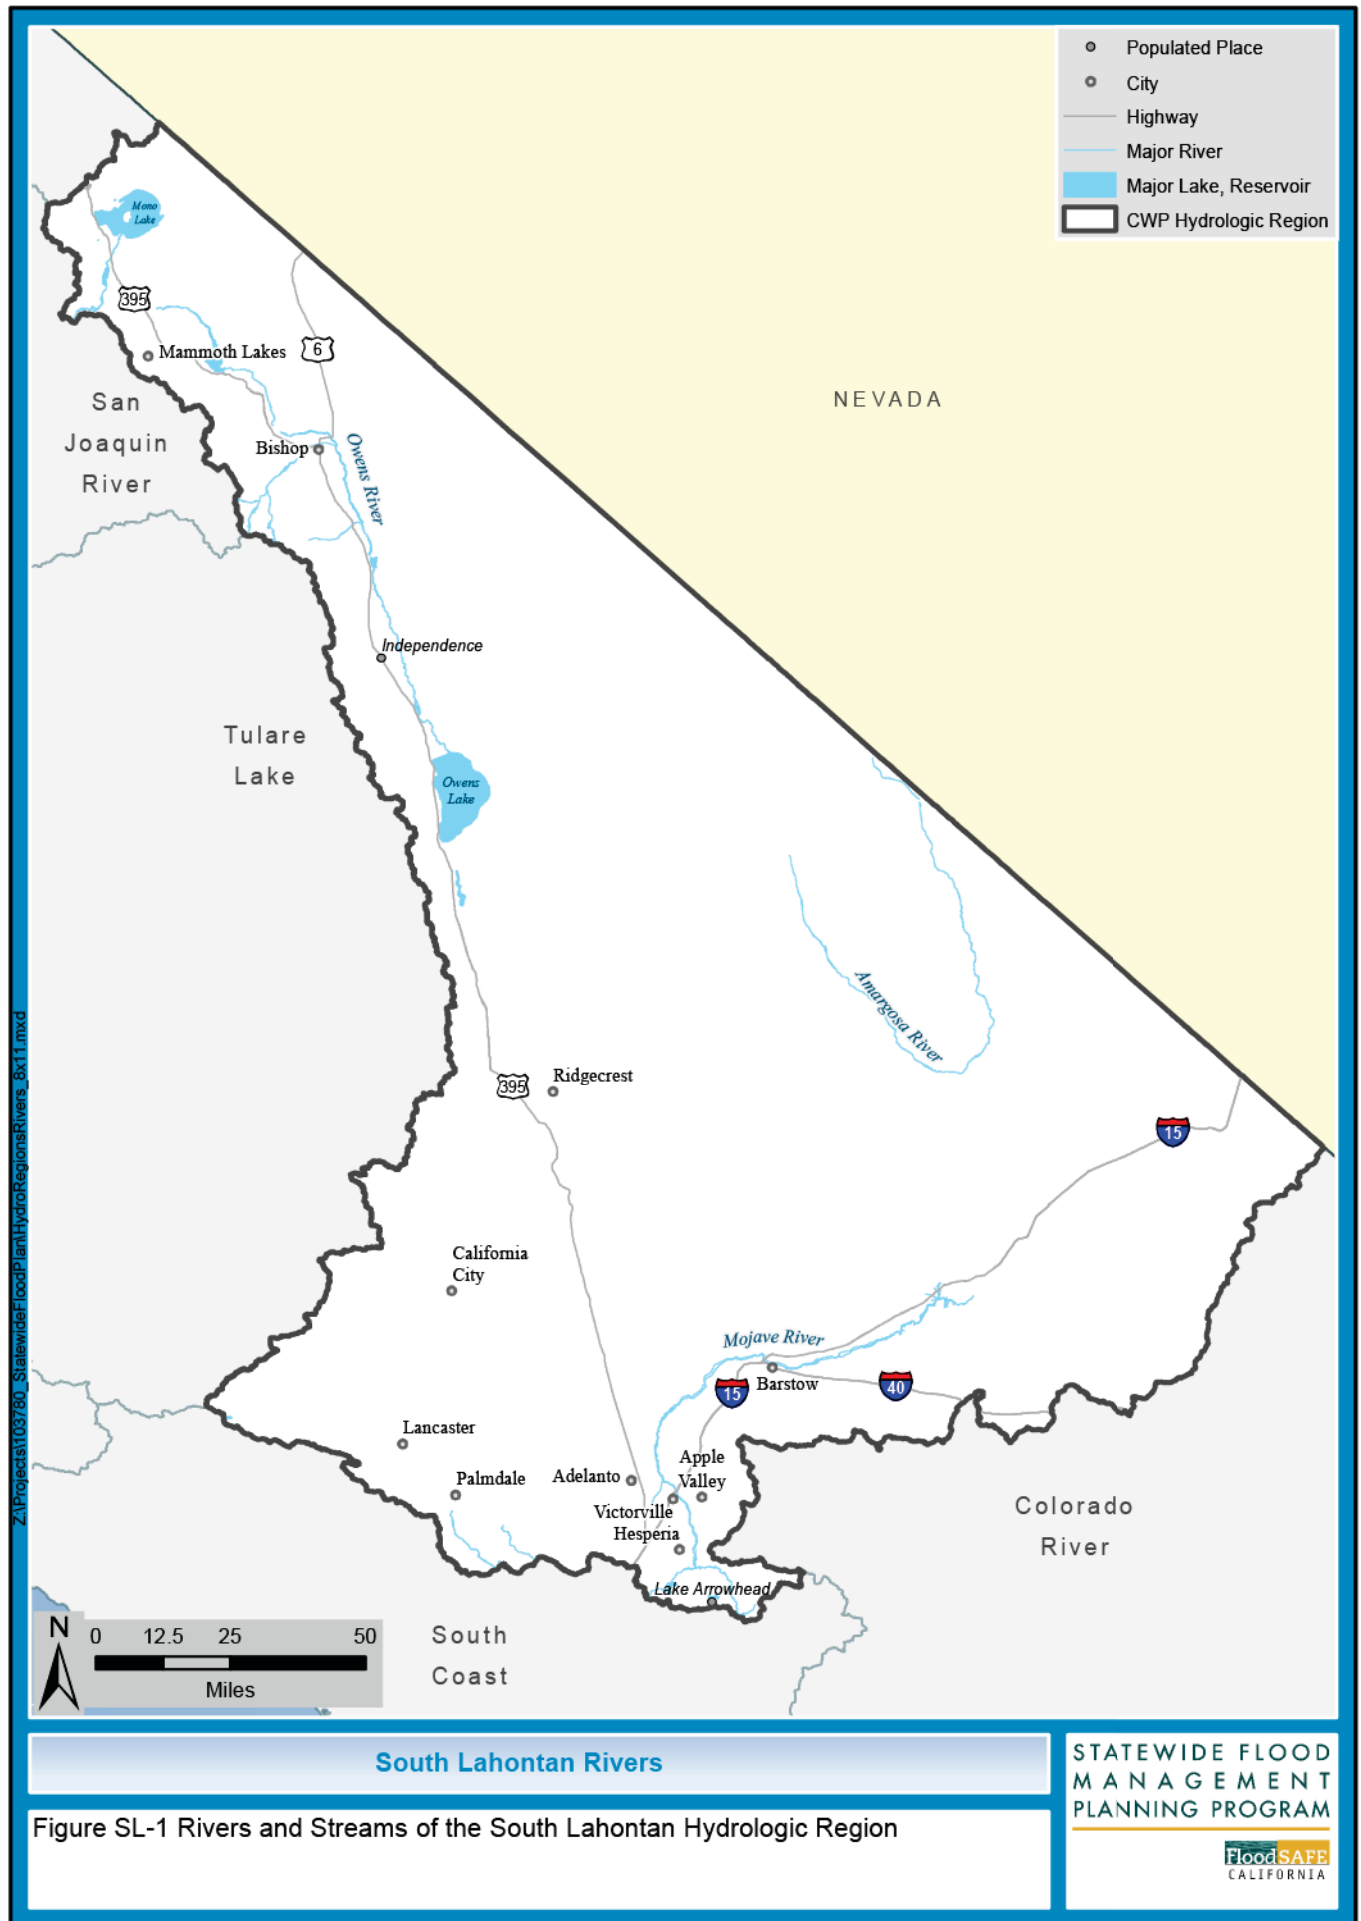 Populated Place
City
Highway
Major River
Major Lake, Reservoir
CWP Hydrologic Region
Mono
Lake
395
Mammoth Lakes
6
NEVADA
San
Joaquin
River
Bishop
Owens River
Independence
Tulare
Lake
Owens
Lake
Amargosa River
395
Ridgecrest
15
California
City
Mojave River
15
Barstow
40
Lancaster
Palmdale
Adelanto
Apple
Valley
Victorville
Hesperia
Lake Arrowhead
Colorado
River
South
Coast
N
0 12.5 25 50
Miles
Z:\Projects\103780_StatewideFloodPlan\HydroRegionsRivers_8x11.mxd
South Lahontan Rivers
Figure SL-1 Rivers and Streams of the South Lahontan Hydrologic Region
STATEWIDE FLOOD
MANAGEMENT
PLANNING PROGRAM
FloodSAFE
CALIFORNIA